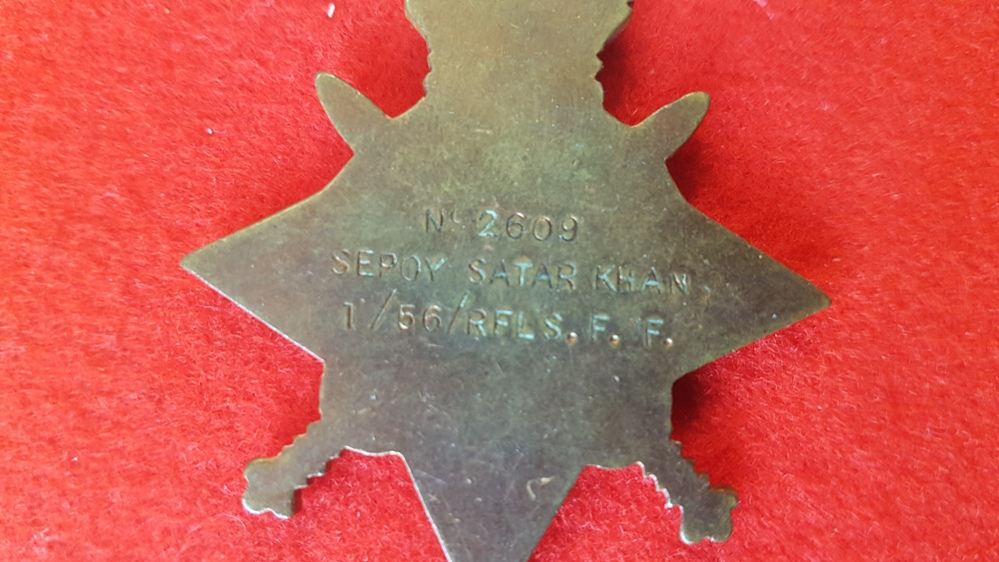 No 2609
SEPOY SATAR KHAN,
1/56/RFLS. F. F.